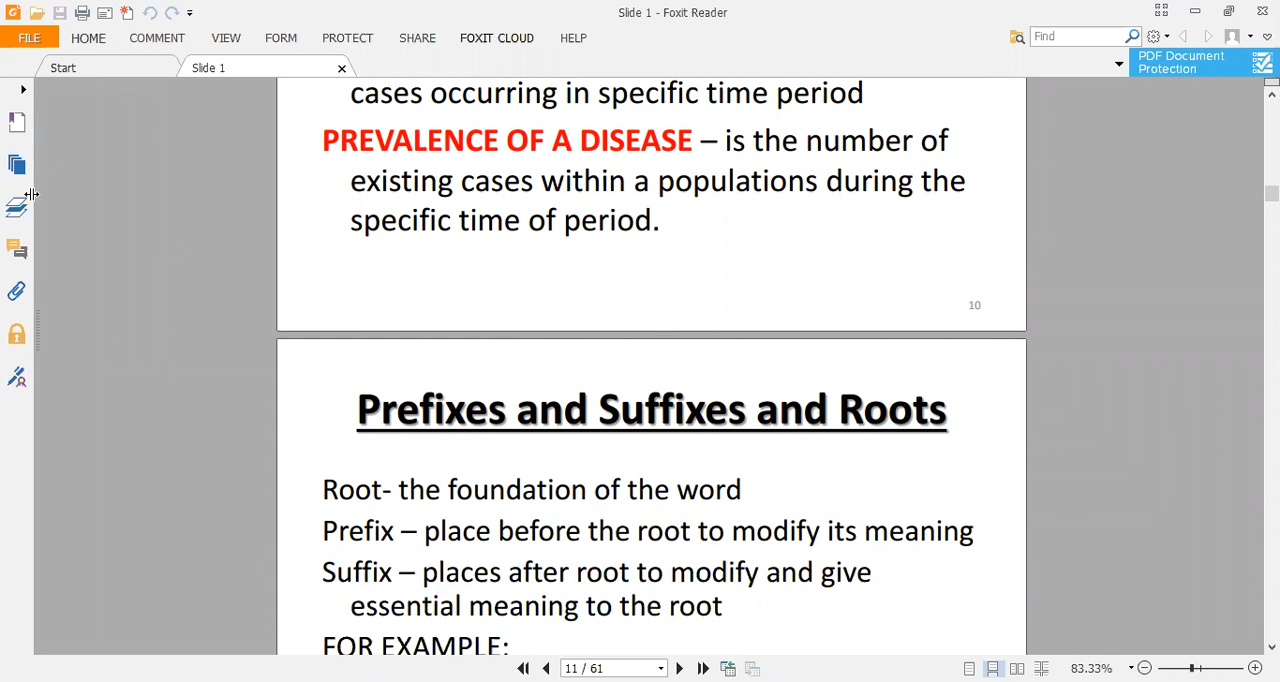 Slide 1 - Foxit Reader
FILE HOME COMMENT VIEW FORM PROTECT SHARE FOXIT CLOUD HELP
Find
Start
Slide 1
PDF Document
Protection
cases occurring in specific time period
PREVALENCE OF A DISEASE – is the number of
existing cases within a populations during the
specific time of period.
10
Prefixes and Suffixes and Roots
Root- the foundation of the word
Prefix – place before the root to modify its meaning
Suffix – places after root to modify and give
essential meaning to the root
FOR EXAMPLE:
11 / 61
83.33%